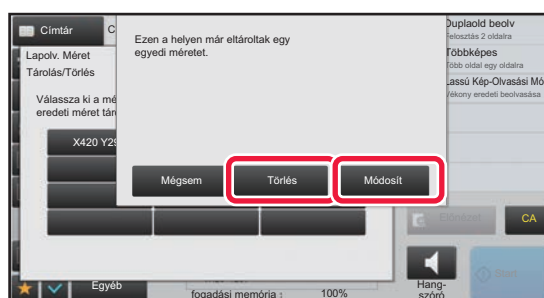 Címtár
C
Lapolv. Méret
Tárolás/Törlés
Válassza ki a mé
eredeti méret tár
X420 Y29
Ezen a helyen már eltároltak egy
egyedi méretet.
Mégsem
Törlés
Módosít
Duplaold beolv
Felosztás 2 oldalra
Többképes
Több oldal egy oldalra
Lassú Kép-Olvasási Mó
Vékony eredeti beolvasása
Előnézet
CA
Start
Egyéb
fogadási memória :
100%
Hang-
szóró